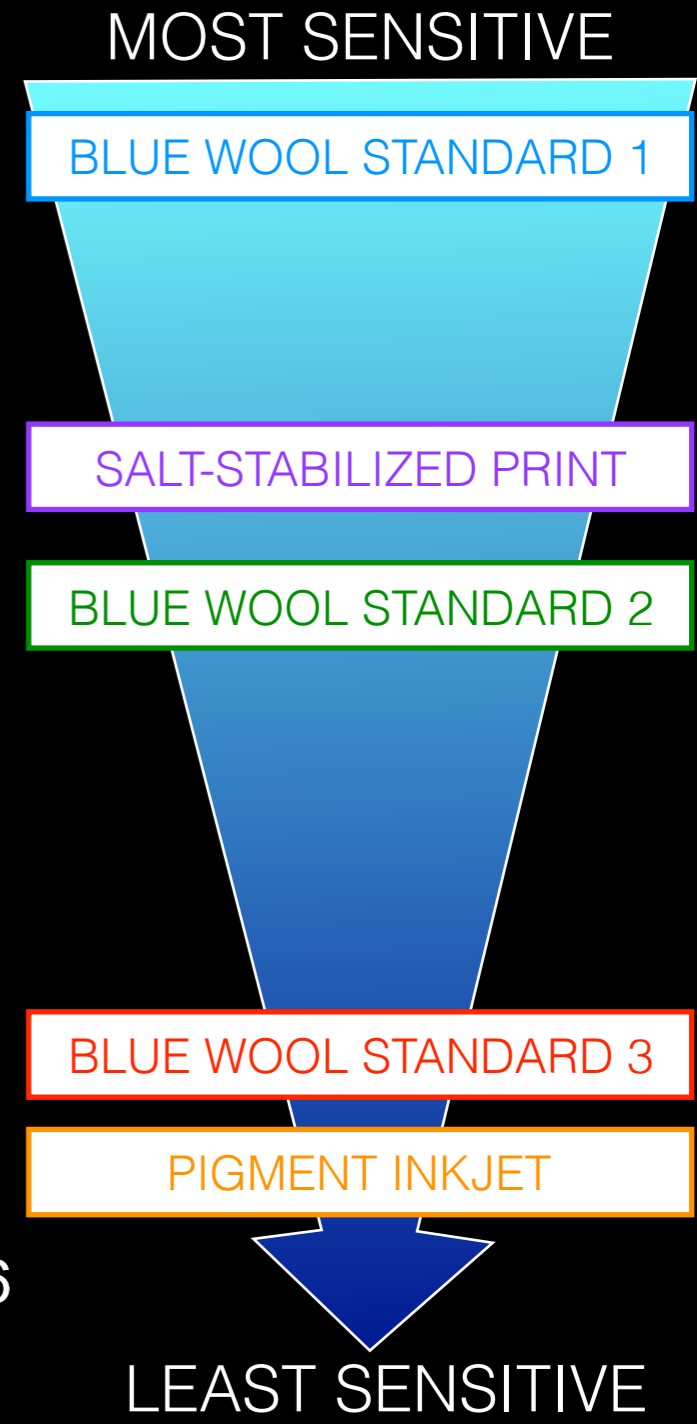 MOST SENSITIVE
BLUE WOOL STANDARD 1
SALT-STABILIZED PRINT
BLUE WOOL STANDARD 2
BLUE WOOL STANDARD 3
PIGMENT INKJET
LEAST SENSITIVE